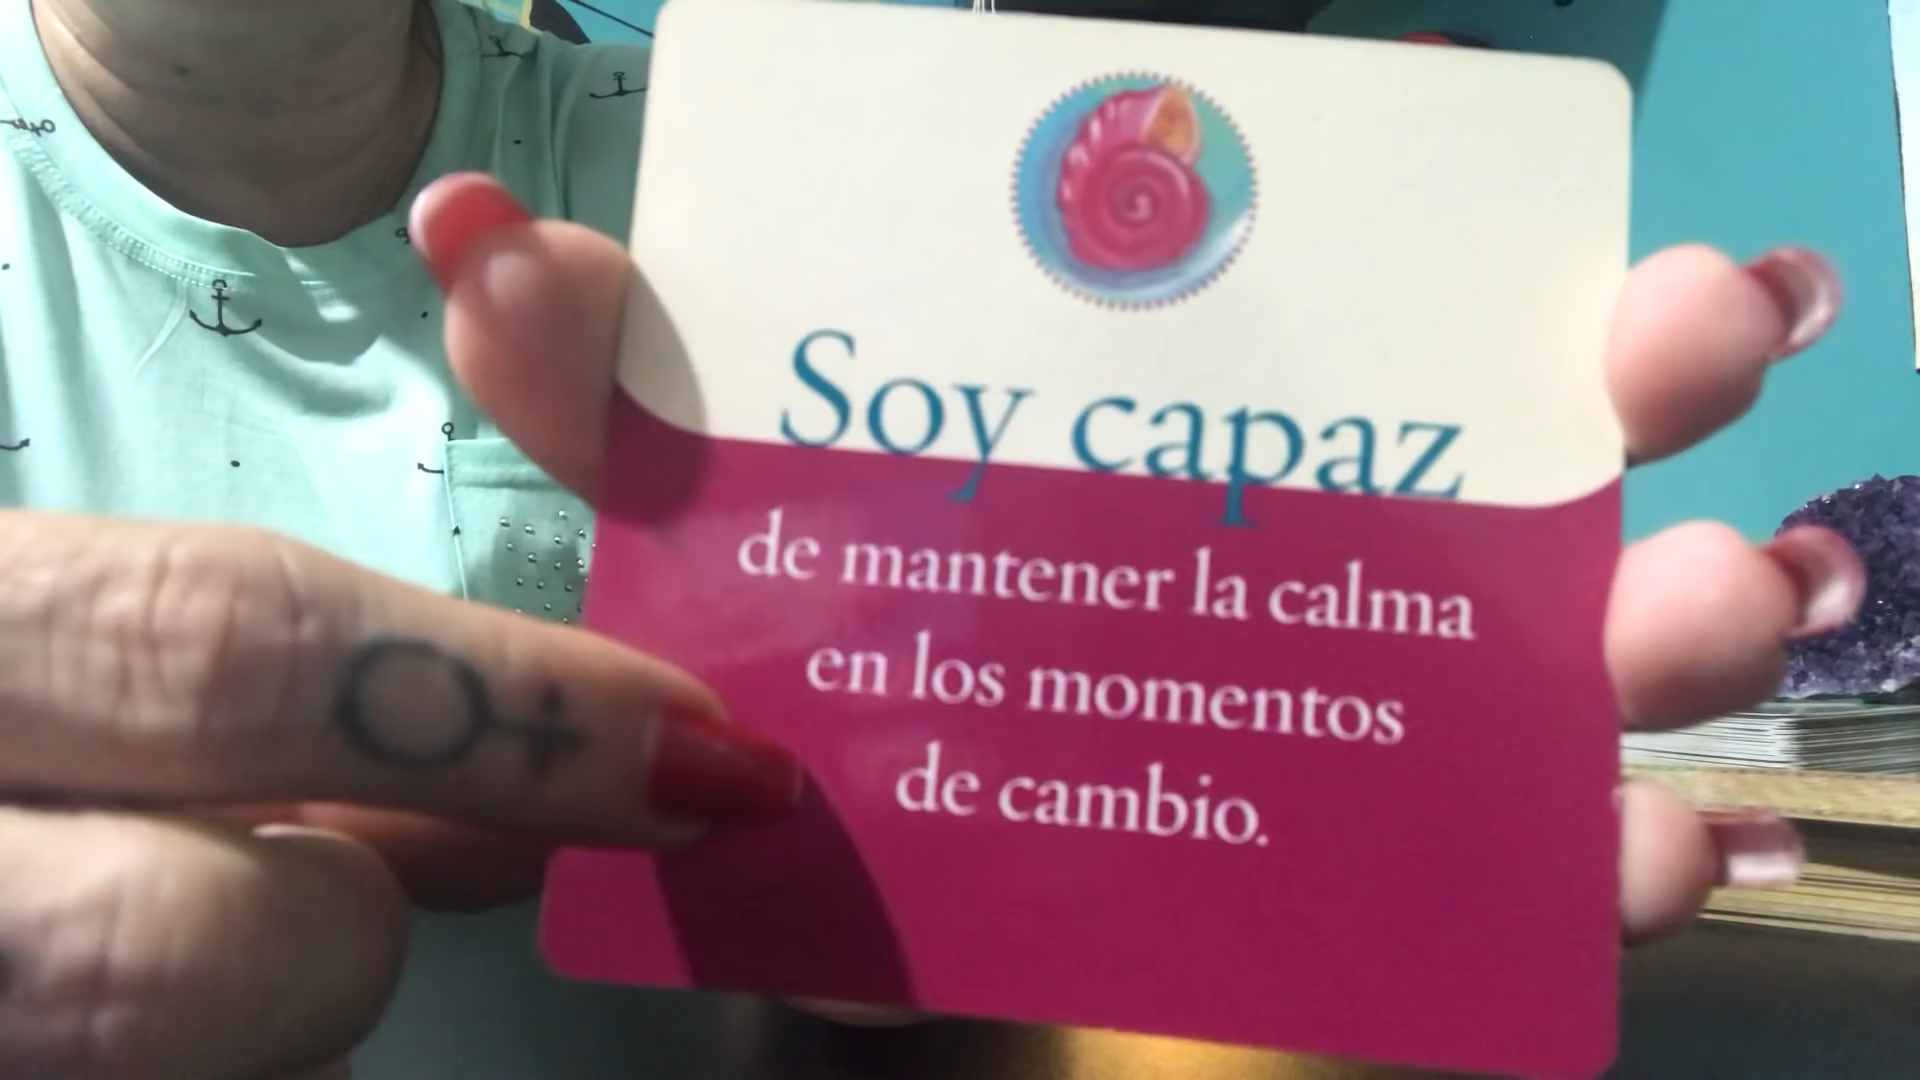 Soy capaz
de mantener la calma
en los momentos
de cambio.